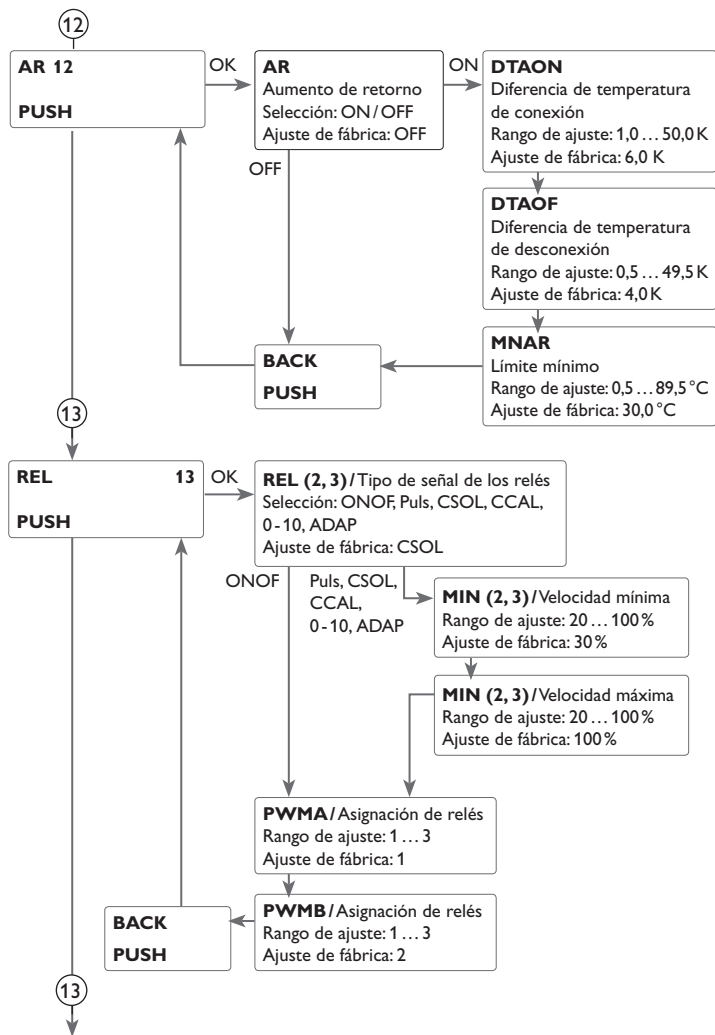 12
AR 12
PUSH
OK
AR
Aumento de retorno
Selección: ON / OFF
Ajuste de fábrica: OFF
ON
OFF
DTAON
Diferencia de temperatura
de conexión
Rango de ajuste: 1,0 … 50,0 K
Ajuste de fábrica: 6,0 K
DTAOF
Diferencia de temperatura
de desconexión
Rango de ajuste: 0,5 … 49,5 K
Ajuste de fábrica: 4,0 K
MNAR
Límite mínimo
Rango de ajuste: 0,5 … 89,5 °C
Ajuste de fábrica: 30,0 °C
BACK
PUSH
13
REL 13
PUSH
OK
REL (2, 3) / Tipo de señal de los relés
Selección: ONOF, Puls, CSOL, CCAL,
0 - 10, ADAP
Ajuste de fábrica: CSOL
ONOF
Puls, CSOL,
CCAL,
0 - 10, ADAP
MIN (2, 3) / Velocidad mínima
Rango de ajuste: 20 … 100 %
Ajuste de fábrica: 30 %
MIN (2, 3) / Velocidad máxima
Rango de ajuste: 20 … 100 %
Ajuste de fábrica: 100 %
PWMA / Asignación de relés
Rango de ajuste: 1 … 3
Ajuste de fábrica: 1
PWMB / Asignación de relés
Rango de ajuste: 1 … 3
Ajuste de fábrica: 2
BACK
PUSH
13